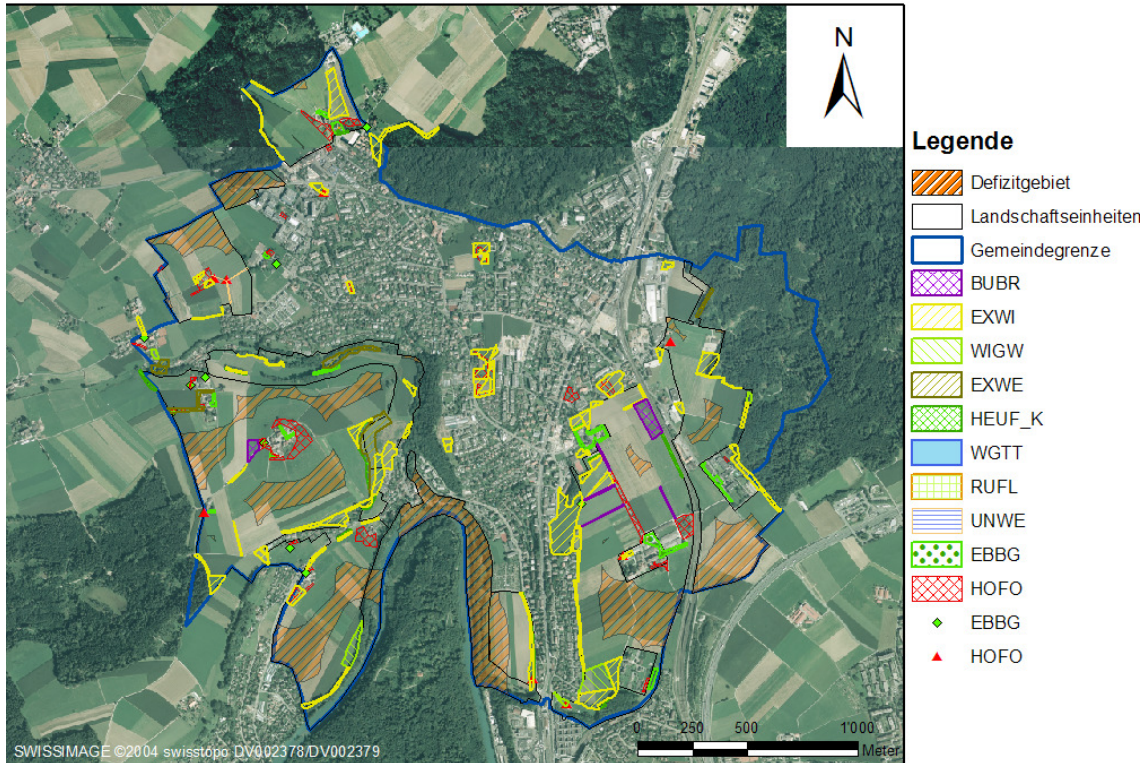 N
Legende
Defizitgebiet
Landschaftseinheiten
Gemeindegrenze
BUBR
EXWI
WIGW
EXWE
HEUF_K
WGTT
RUFL
UNWE
EBBG
HOFO
EBBG
HOFO
0 250 500 1'000
Meter
SWISSIMAGE ©2004 swisstopo DV002378/DV002379